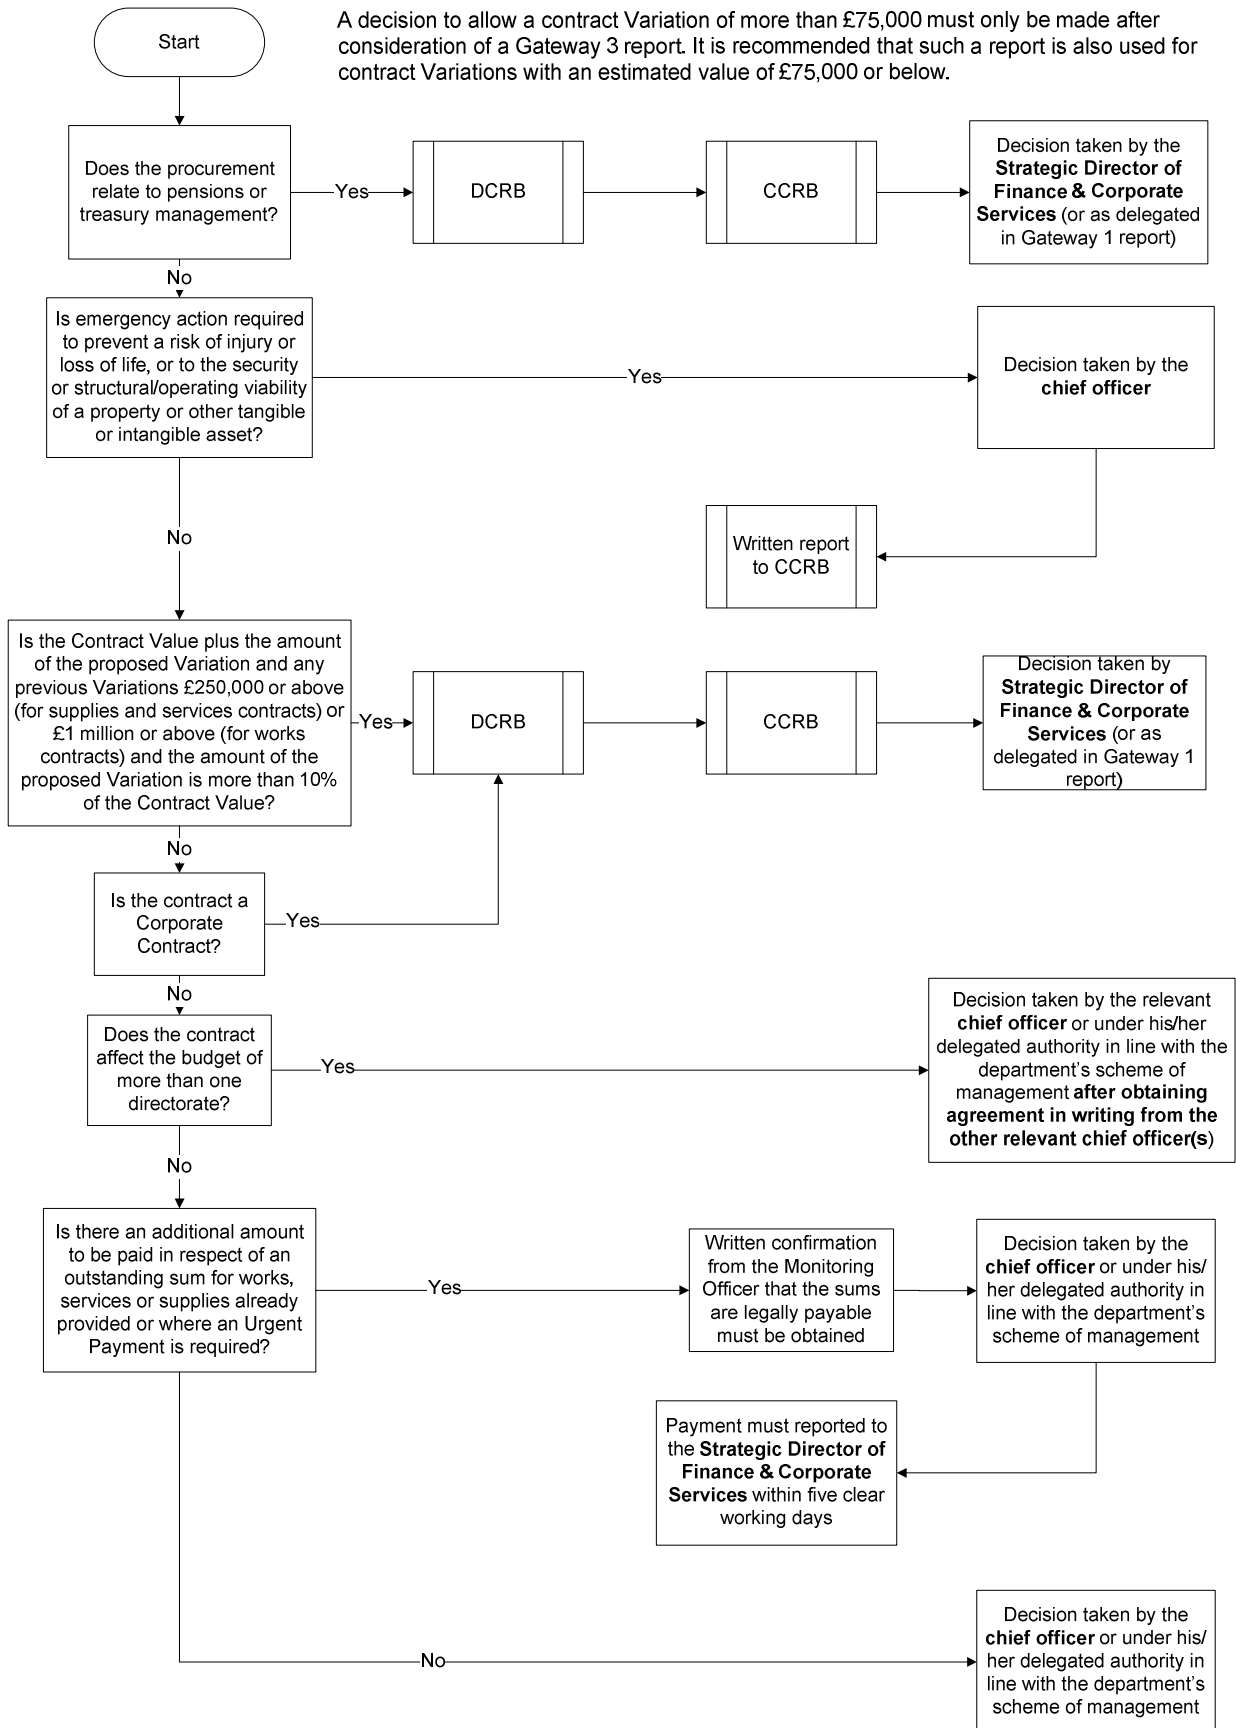 Start
A decision to allow a contract Variation of more than £75,000 must only be made after
consideration of a Gateway 3 report. It is recommended that such a report is also used for
contract Variations with an estimated value of £75,000 or below.
Does the procurement
relate to pensions or
treasury management?
Yes
DCRB
CCRB
Decision taken by the
Strategic Director of
Finance & Corporate
Services (or as delegated
in Gateway 1 report)
No
Is emergency action required
to prevent a risk of injury or
loss of life, or to the security
or structural/operating viability
of a property or other tangible
or intangible asset?
Yes
Decision taken by the
chief officer
Written report
to CCRB
No
Is the Contract Value plus the amount
of the proposed Variation and any
previous Variations £250,000 or above
(for supplies and services contracts) or
£1 million or above (for works
contracts) and the amount of the
proposed Variation is more than 10%
of the Contract Value?
Yes
DCRB
CCRB
Decision taken by
Strategic Director of
Finance & Corporate
Services (or as
delegated in Gateway 1
report)
No
Is the contract a
Corporate
Contract?
Yes
No
Does the contract
affect the budget of
more than one
directorate?
Yes
Decision taken by the relevant
chief officer or under his/her
delegated authority in line with the
department's scheme of
management after obtaining
agreement in writing from the
other relevant chief officer(s)
No
Is there an additional amount
to be paid in respect of an
outstanding sum for works,
services or supplies already
provided or where an Urgent
Payment is required?
Yes
Written confirmation
from the Monitoring
Officer that the sums
are legally payable
must be obtained
Decision taken by the
chief officer or under his/
her delegated authority in
line with the department's
scheme of management
Payment must reported to
the Strategic Director of
Finance & Corporate
Services within five clear
working days
No
Decision taken by the
chief officer or under his/
her delegated authority in
line with the department's
scheme of management